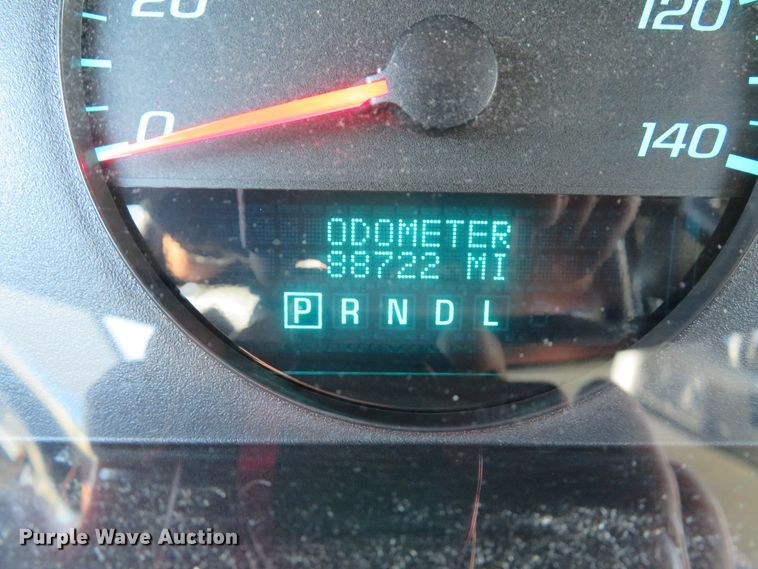 20
120
0
140
ODOMETER
88722 MI
P R N D L
Purple Wave Auction